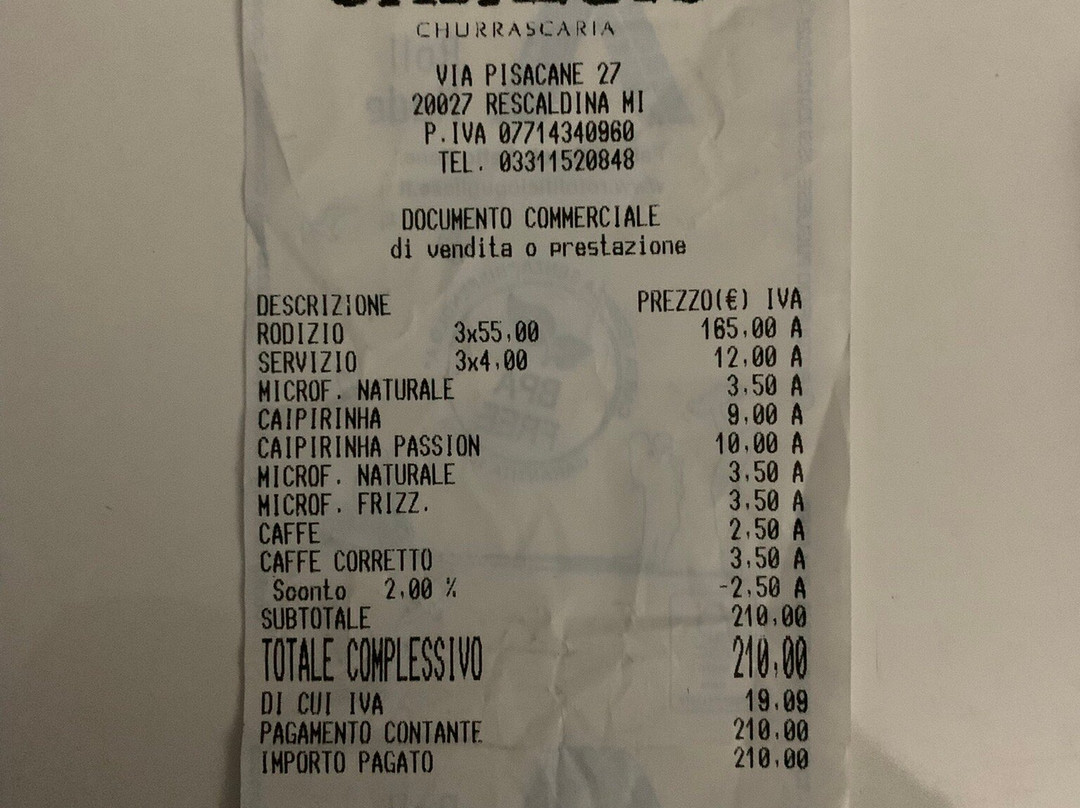 CHURRASCARIA
VIA PISACANE 27
20027 RESCALDINA MI
P.IVA 07714340960
TEL. 03311520848
DOCUMENTO COMMERCIALE
di vendita o prestazione
DESCRIZIONE PREZZO(€) IVA
RODIZIO 3x55,00 165,00 A
SERVIZIO 3x4,00 12,00 A
MICROF. NATURALE 3,50 A
CAIPIRINHA 9,00 A
CAIPIRINHA PASSION 10,00 A
MICROF. NATURALE 3,50 A
MICROF. FRIZZ. 3,50 A
CAFFE 2,50 A
CAFFE CORRETTO 3,50 A
Sconto 2,00 % -2,50 A
SUBTOTALE 210,00
TOTALE COMPLESSIVO 210,00
DI CUI IVA 19,09
PAGAMENTO CONTANTE 210,00
IMPORTO PAGATO 210,00